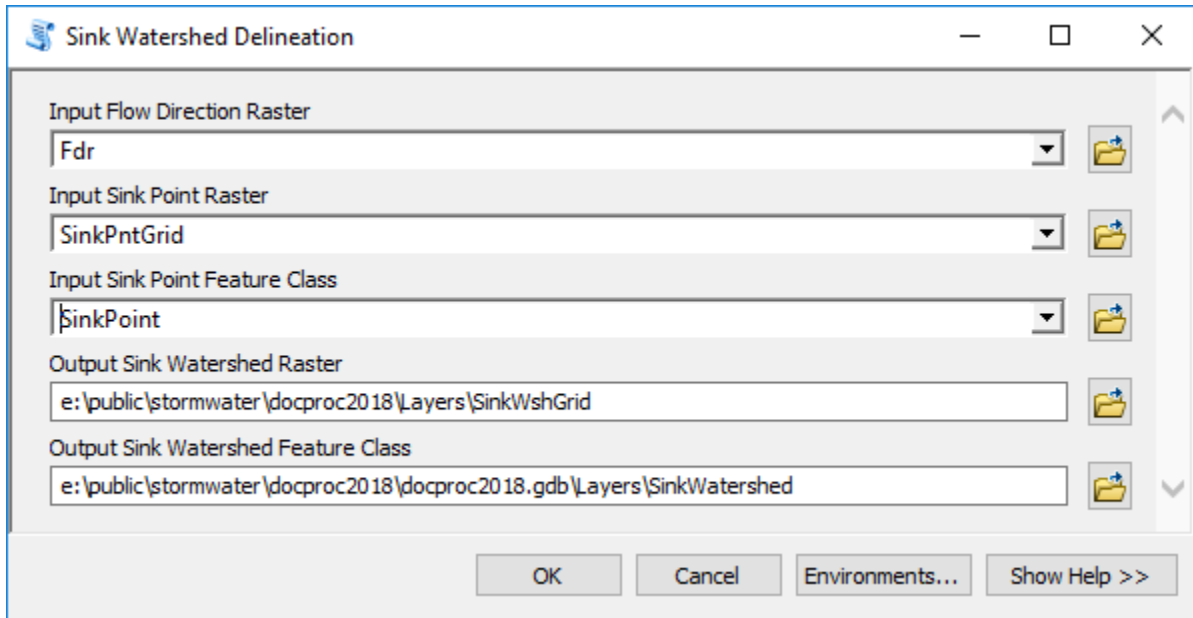 Sink Watershed Delineation
Input Flow Direction Raster
Fdr
Input Sink Point Raster
SinkPntGrid
Input Sink Point Feature Class
SinkPoint
Output Sink Watershed Raster
e:\public\stormwater\docproc2018\Layers\SinkWshGrid
Output Sink Watershed Feature Class
e:\public\stormwater\docproc2018\docproc2018.gdb\Layers\SinkWatershed
OK Cancel Environments... Show Help >>